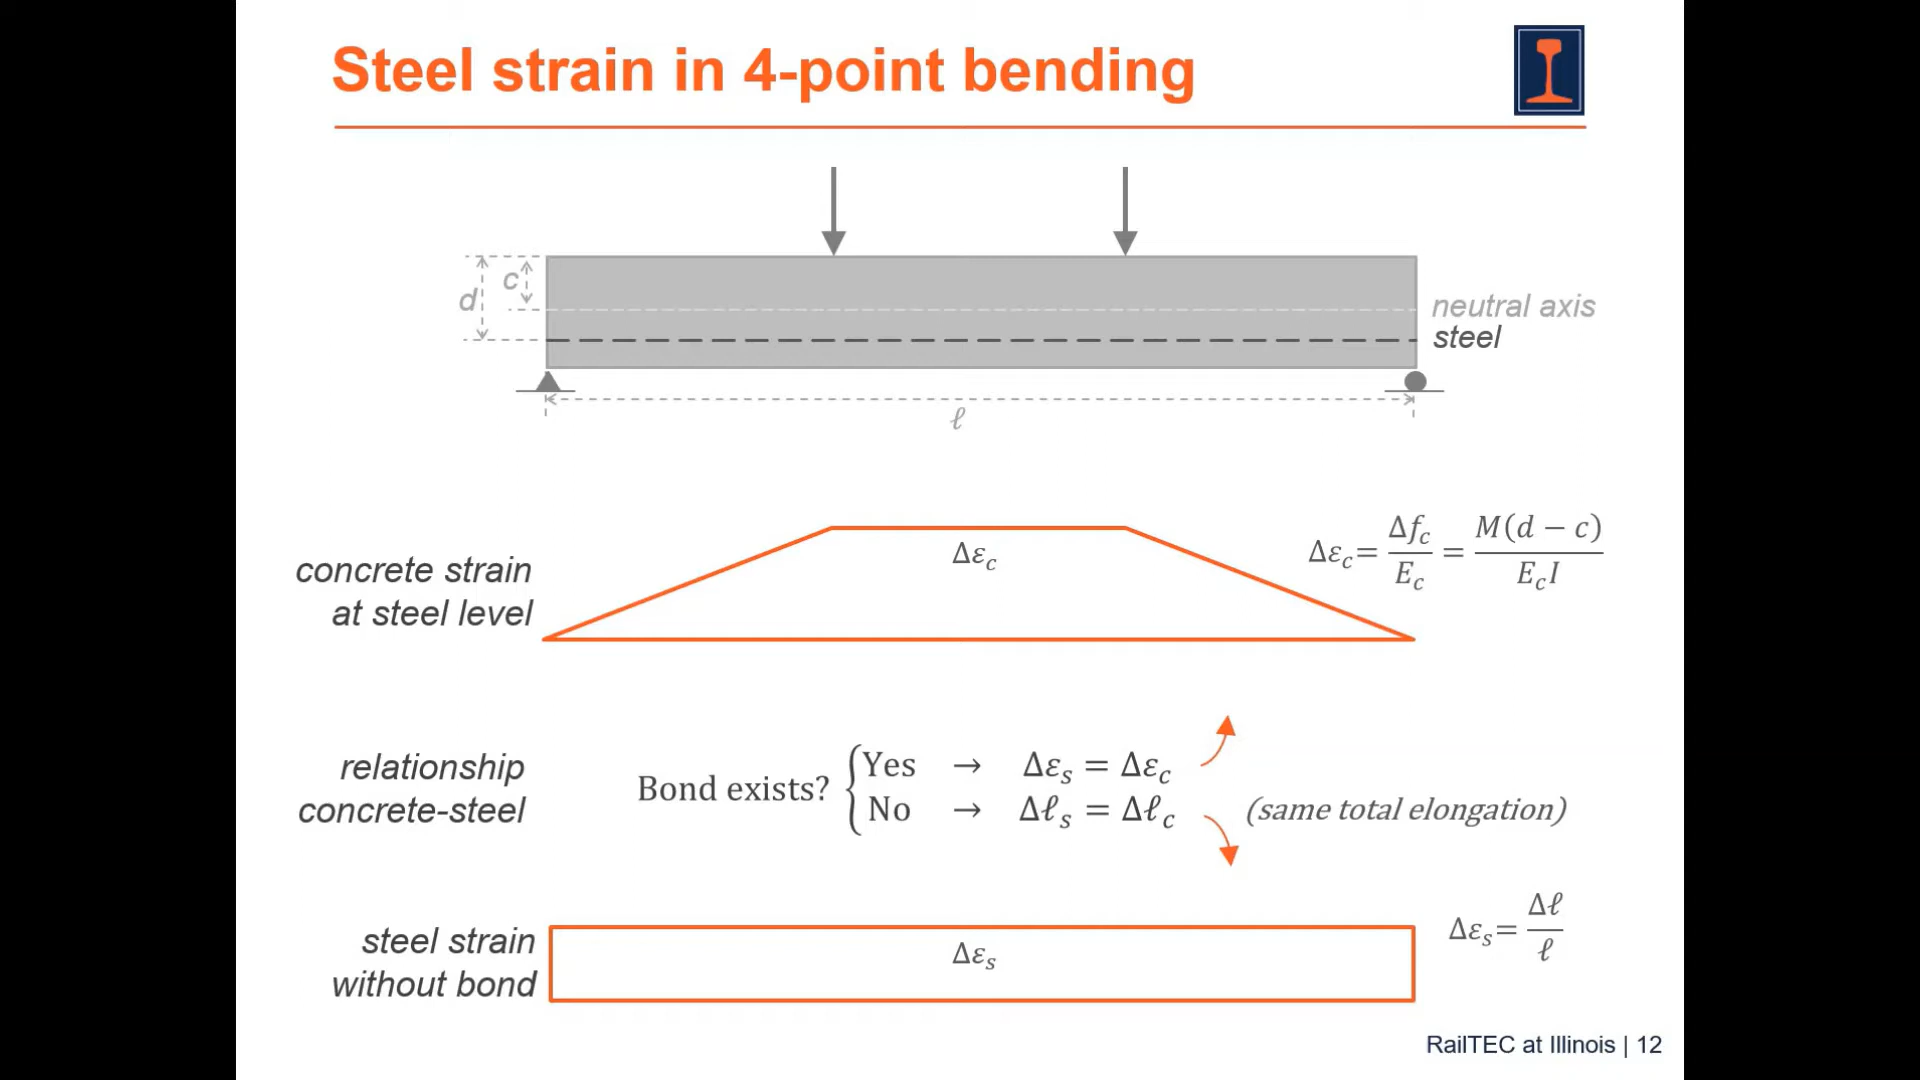 Steel strain in 4-point bending
c
d
neutral axis
steel
ℓ
concrete strain
at steel level
Δε_c
Δε_c = Δf_c / E_c = M(d − c) / E_c I
relationship
concrete-steel
Bond exists? { Yes → Δε_s = Δε_c
No → Δℓ_s = Δℓ_c (same total elongation)
steel strain
without bond
Δε_s
Δε_s = Δℓ / ℓ
RailTEC at Illinois | 12